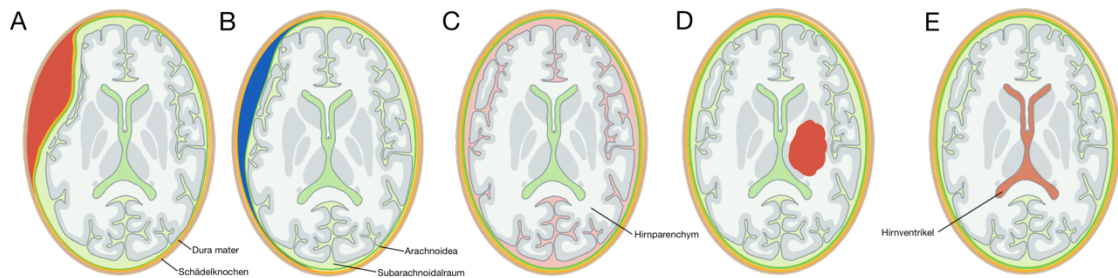 A
B
C
D
E
Dura mater
Schädelknochen
Arachnoidea
Subarachnoidalraum
Hirnparenchym
Hirnventrikel